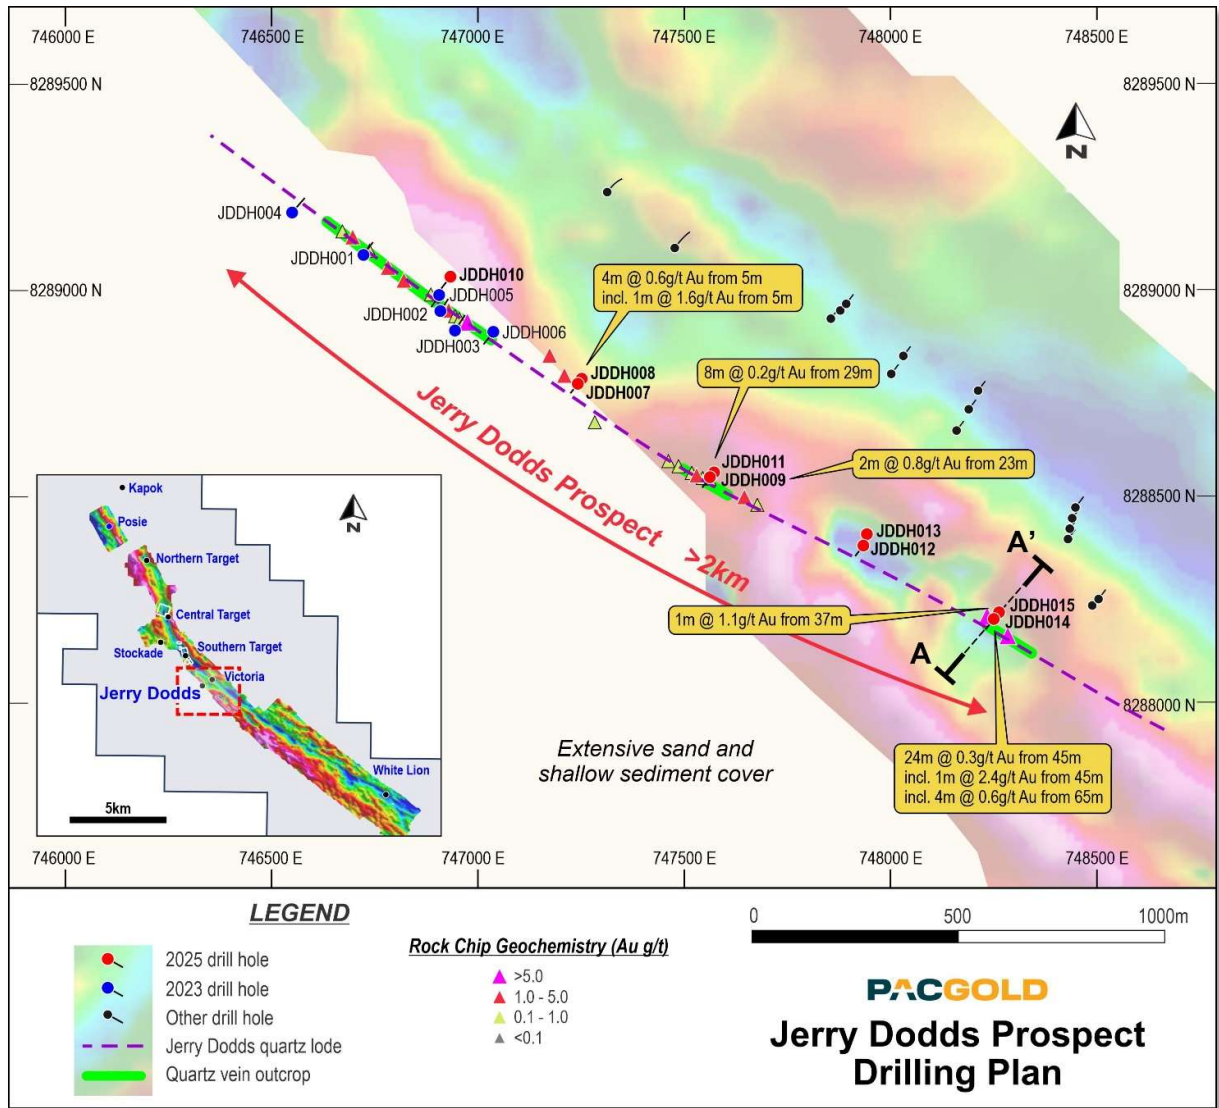 746000 E
746500 E
747000 E
747500 E
748000 E
748500 E
8289500 N
8289500 N
N
JDDH004
JDDH001
JDDH010
JDDH005
JDDH002
JDDH003
JDDH006
8289000 N
8289000 N
4m @ 0.6g/t Au from 5m
incl. 1m @ 1.6g/t Au from 5m
JDDH008
JDDH007
8m @ 0.2g/t Au from 29m
JDDH011
JDDH009
2m @ 0.8g/t Au from 23m
8288500 N
Jerry Dodds Prospect >2km
JDDH013
JDDH012
A'
JDDH015
JDDH014
1m @ 1.1g/t Au from 37m
A
8288000 N
24m @ 0.3g/t Au from 45m
incl. 1m @ 2.4g/t Au from 45m
incl. 4m @ 0.6g/t Au from 65m
Extensive sand and
shallow sediment cover
Kapok
N
Posie
Northern Target
Central Target
Stockade
Southern Target
Victoria
Jerry Dodds
White Lion
5km
746000 E
746500 E
747000 E
747500 E
748000 E
748500 E
LEGEND
2025 drill hole
2023 drill hole
Other drill hole
Jerry Dodds quartz lode
Quartz vein outcrop
Rock Chip Geochemistry (Au g/t)
>5.0
1.0 - 5.0
0.1 - 1.0
<0.1
0
500
1000m
PACGOLD
Jerry Dodds Prospect
Drilling Plan